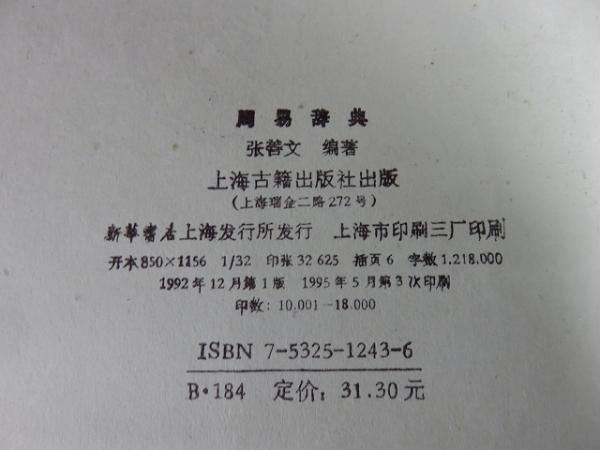 周易辞典
张善文 编著
上海古籍出版社出版
(上海瑞金二路272号)
新华书店上海发行所发行 上海市印刷三厂印刷
开本850×1156 1/32 印张32 625 插页6 字数1.218.000
1992年12月第1版 1995年5月第3次印刷
印数: 10.001-18.000
ISBN 7-5325-1243-6
B·184 定价: 31.30元